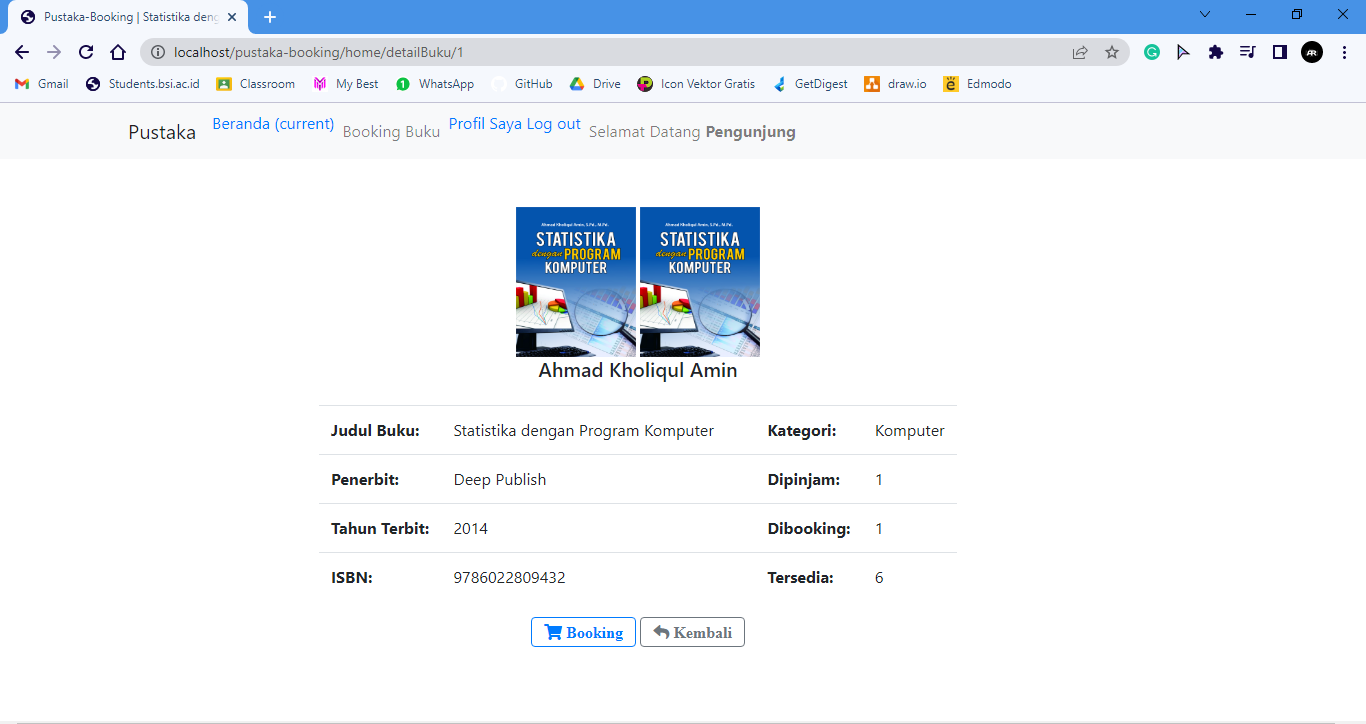 Pustaka-Booking | Statistika deng
localhost/pustaka-booking/home/detailBuku/1
Gmail Students.bsi.ac.id Classroom My Best 1 WhatsApp GitHub Drive Icon Vektor Gratis GetDigest draw.io ë Edmodo
Pustaka Beranda (current) Booking Buku Profil Saya Log out Selamat Datang Pengunjung
Ahmad Kholiqul Amin, S.Pd., M.Pd. Ahmad Kholiqul Amin, S.Pd., M.Pd.
STATISTIKA STATISTIKA
dengan PROGRAM dengan PROGRAM
KOMPUTER KOMPUTER
Ahmad Kholiqul Amin
Judul Buku: Statistika dengan Program Komputer Kategori: Komputer
Penerbit: Deep Publish Dipinjam: 1
Tahun Terbit: 2014 Dibooking: 1
ISBN: 9786022809432 Tersedia: 6
Booking Kembali